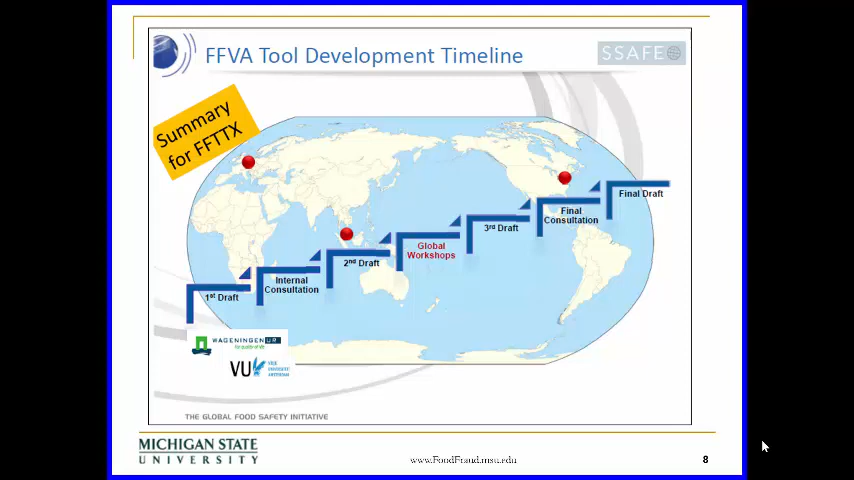 FFVA Tool Development Timeline
SSAFE
Summary
for FFTTX
Final Draft
Final
Consultation
3rd Draft
Global
Workshops
2nd Draft
Internal
Consultation
1st Draft
WAGENINGEN UR
For quality of life
VU
VRIJE
UNIVERSITEIT
AMSTERDAM
THE GLOBAL FOOD SAFETY INITIATIVE
MICHIGAN STATE
UNIVERSITY
www.FoodFraud.msu.edu
8